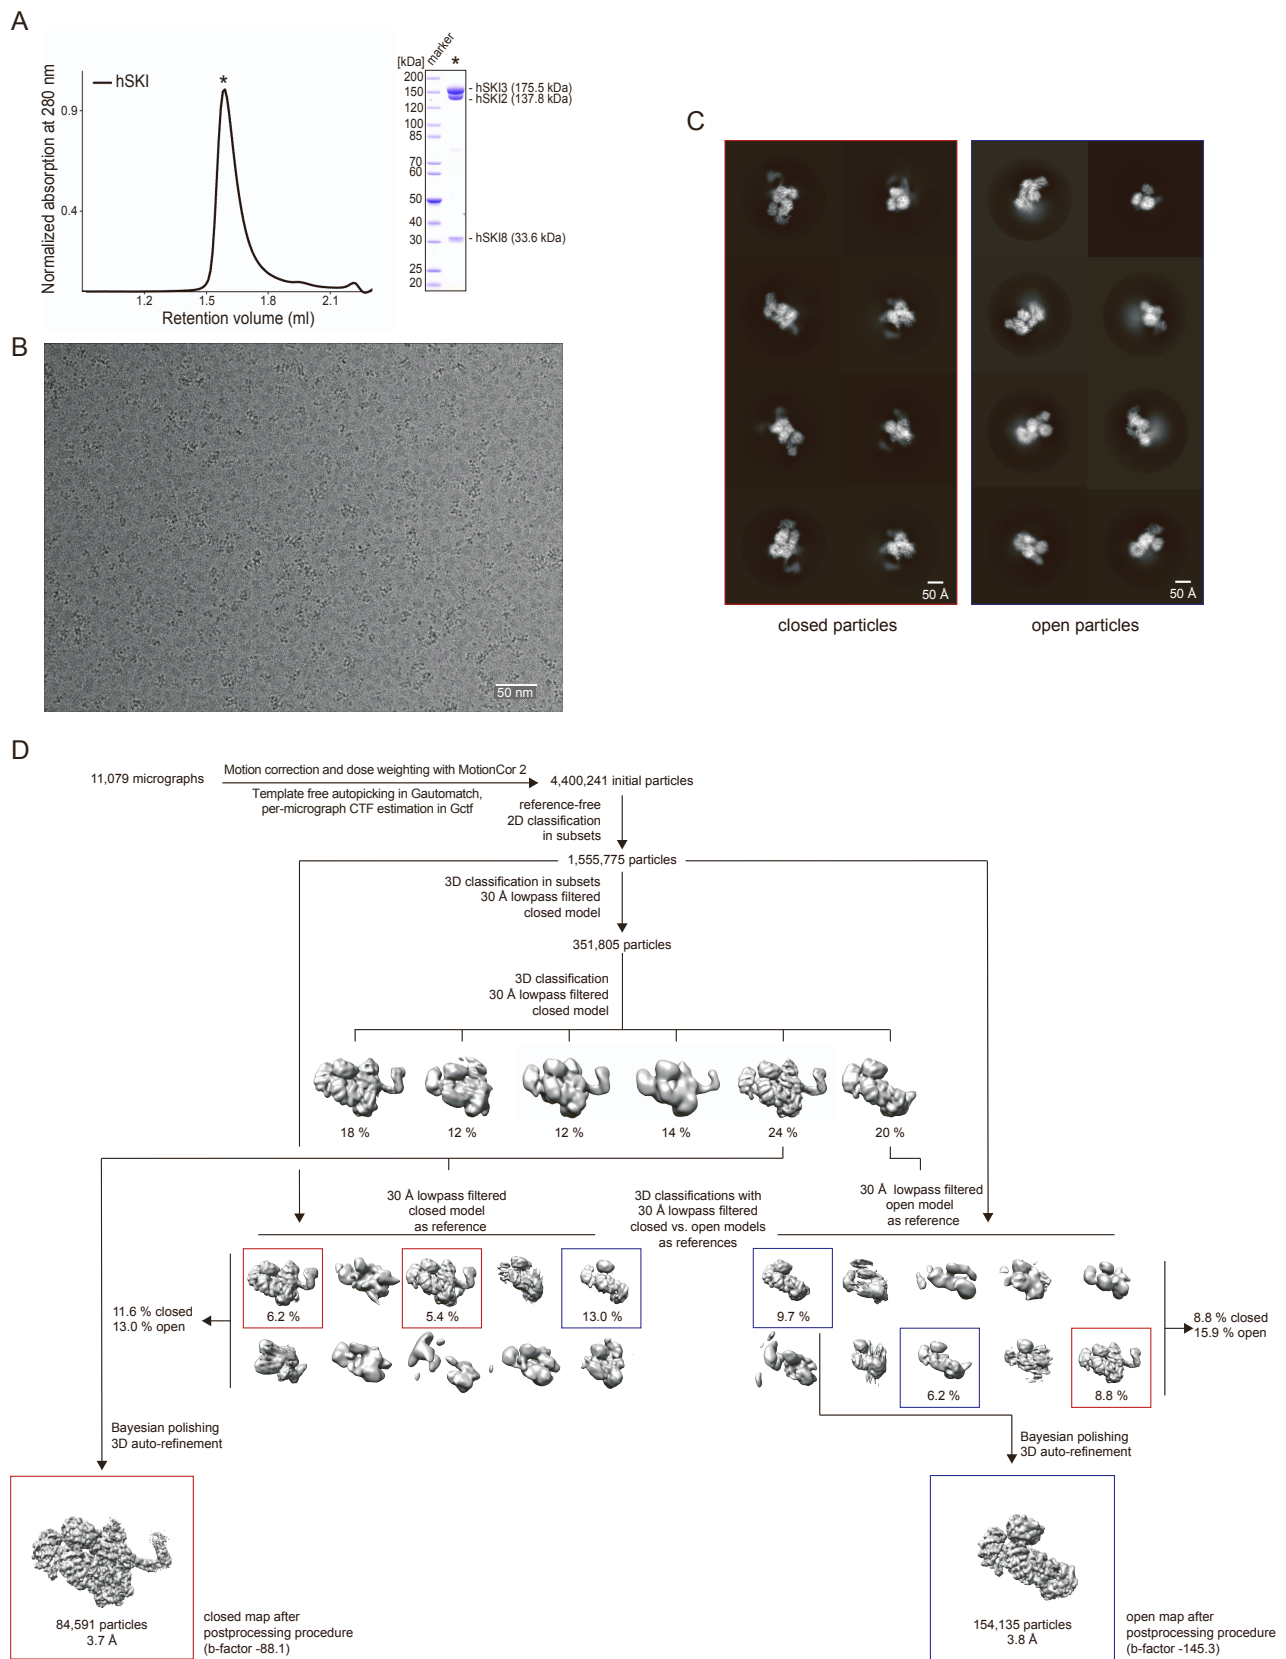 A
Normalized absorption at 280 nm
hSKI
*
0.9
0.4
1.2
1.5
1.8
2.1
Retention volume (ml)
[kDa]
marker
*
200
150
120
100
85
70
60
50
40
30
25
20
- hSKI3 (175.5 kDa)
- hSKI2 (137.8 kDa)
- hSKI8 (33.6 kDa)
B
50 nm
C
50 Å
50 Å
closed particles
open particles
D
11,079 micrographs
Motion correction and dose weighting with MotionCor 2
Template free autopicking in Gautomatch,
per-micrograph CTF estimation in Gctf
4,400,241 initial particles
reference-free
2D classification
in subsets
1,555,775 particles
3D classification in subsets
30 Å lowpass filtered
closed model
351,805 particles
3D classification
30 Å lowpass filtered
closed model
18 %
12 %
12 %
14 %
24 %
20 %
30 Å lowpass filtered
closed model
as reference
3D classifications with
30 Å lowpass filtered
closed vs. open models
as references
30 Å lowpass filtered
open model
as reference
11.6 % closed
13.0 % open
6.2 %
5.4 %
13.0 %
9.7 %
6.2 %
8.8 %
8.8 % closed
15.9 % open
Bayesian polishing
3D auto-refinement
Bayesian polishing
3D auto-refinement
84,591 particles
3.7 Å
closed map after
postprocessing procedure
(b-factor -88.1)
154,135 particles
3.8 Å
open map after
postprocessing procedure
(b-factor -145.3)